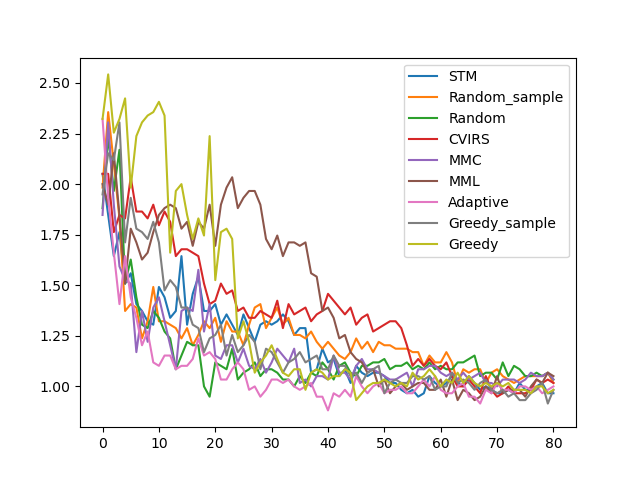 2.50
2.25
2.00
1.75
1.50
1.25
1.00
0
10
20
30
40
50
60
70
80
STM
Random_sample
Random
CVIRS
MMC
MML
Adaptive
Greedy_sample
Greedy